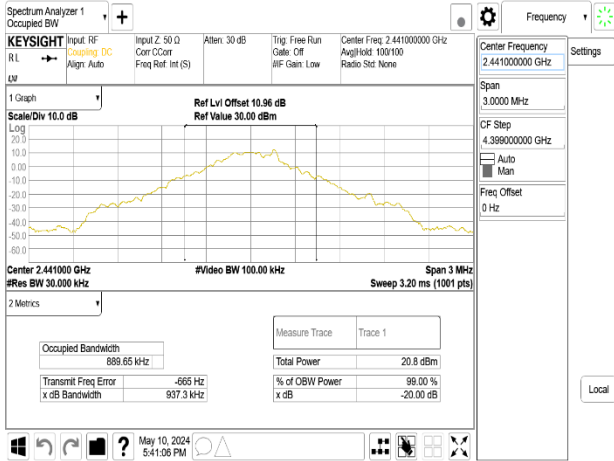 Spectrum Analyzer 1
Occupied BW
+
Frequency
Settings
KEYSIGHT
RL
Input: RF
Coupling: DC
Align: Auto
Input Z: 50 Ω
Corr CCorr
Freq Ref: Int (S)
Atten: 30 dB
Trig: Free Run
Gate: Off
#IF Gain: Low
Center Freq: 2.441000000 GHz
Avg|Hold: 100/100
Radio Std: None
Center Frequency
2.441000000 GHz
Span
3.0000 MHz
CF Step
4.399000000 GHz
Auto
Man
Freq Offset
0 Hz
Local
1 Graph
Scale/Div 10.0 dB
Ref Lvl Offset 10.96 dB
Ref Value 30.00 dBm
Log
20.0
10.0
0.00
-10.0
-20.0
-30.0
-40.0
-50.0
-60.0
Center 2.441000 GHz
#Res BW 30.000 kHz
#Video BW 100.00 kHz
Span 3 MHz
Sweep 3.20 ms (1001 pts)
2 Metrics
Measure Trace Trace 1
Occupied Bandwidth
889.65 kHz
Total Power 20.8 dBm
Transmit Freq Error -665 Hz
% of OBW Power 99.00 %
x dB Bandwidth 937.3 kHz
x dB -20.00 dB
?
May 10, 2024
5:41:06 PM